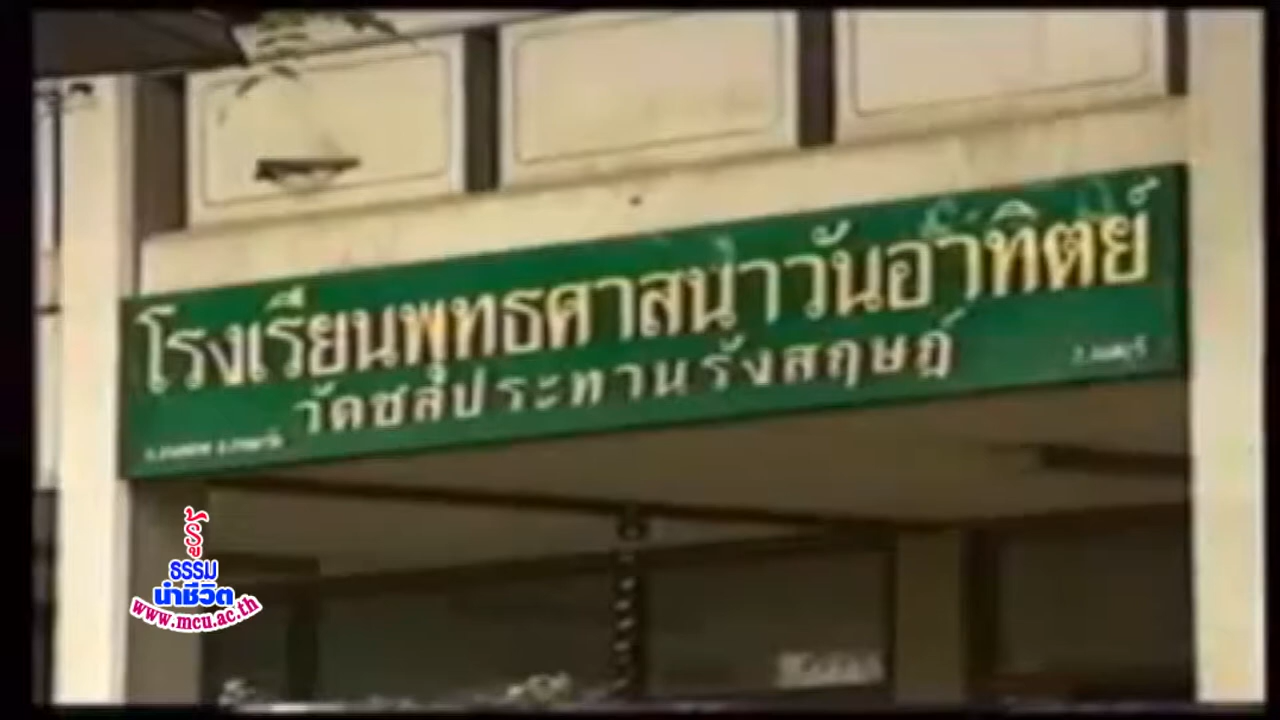 โรงเรียนพุทธศาสนาวันอาทิตย์
วัดชลประทานรังสฤษฎ์
รู้
ธรรม
นำชีวิต
www.mcu.ac.th